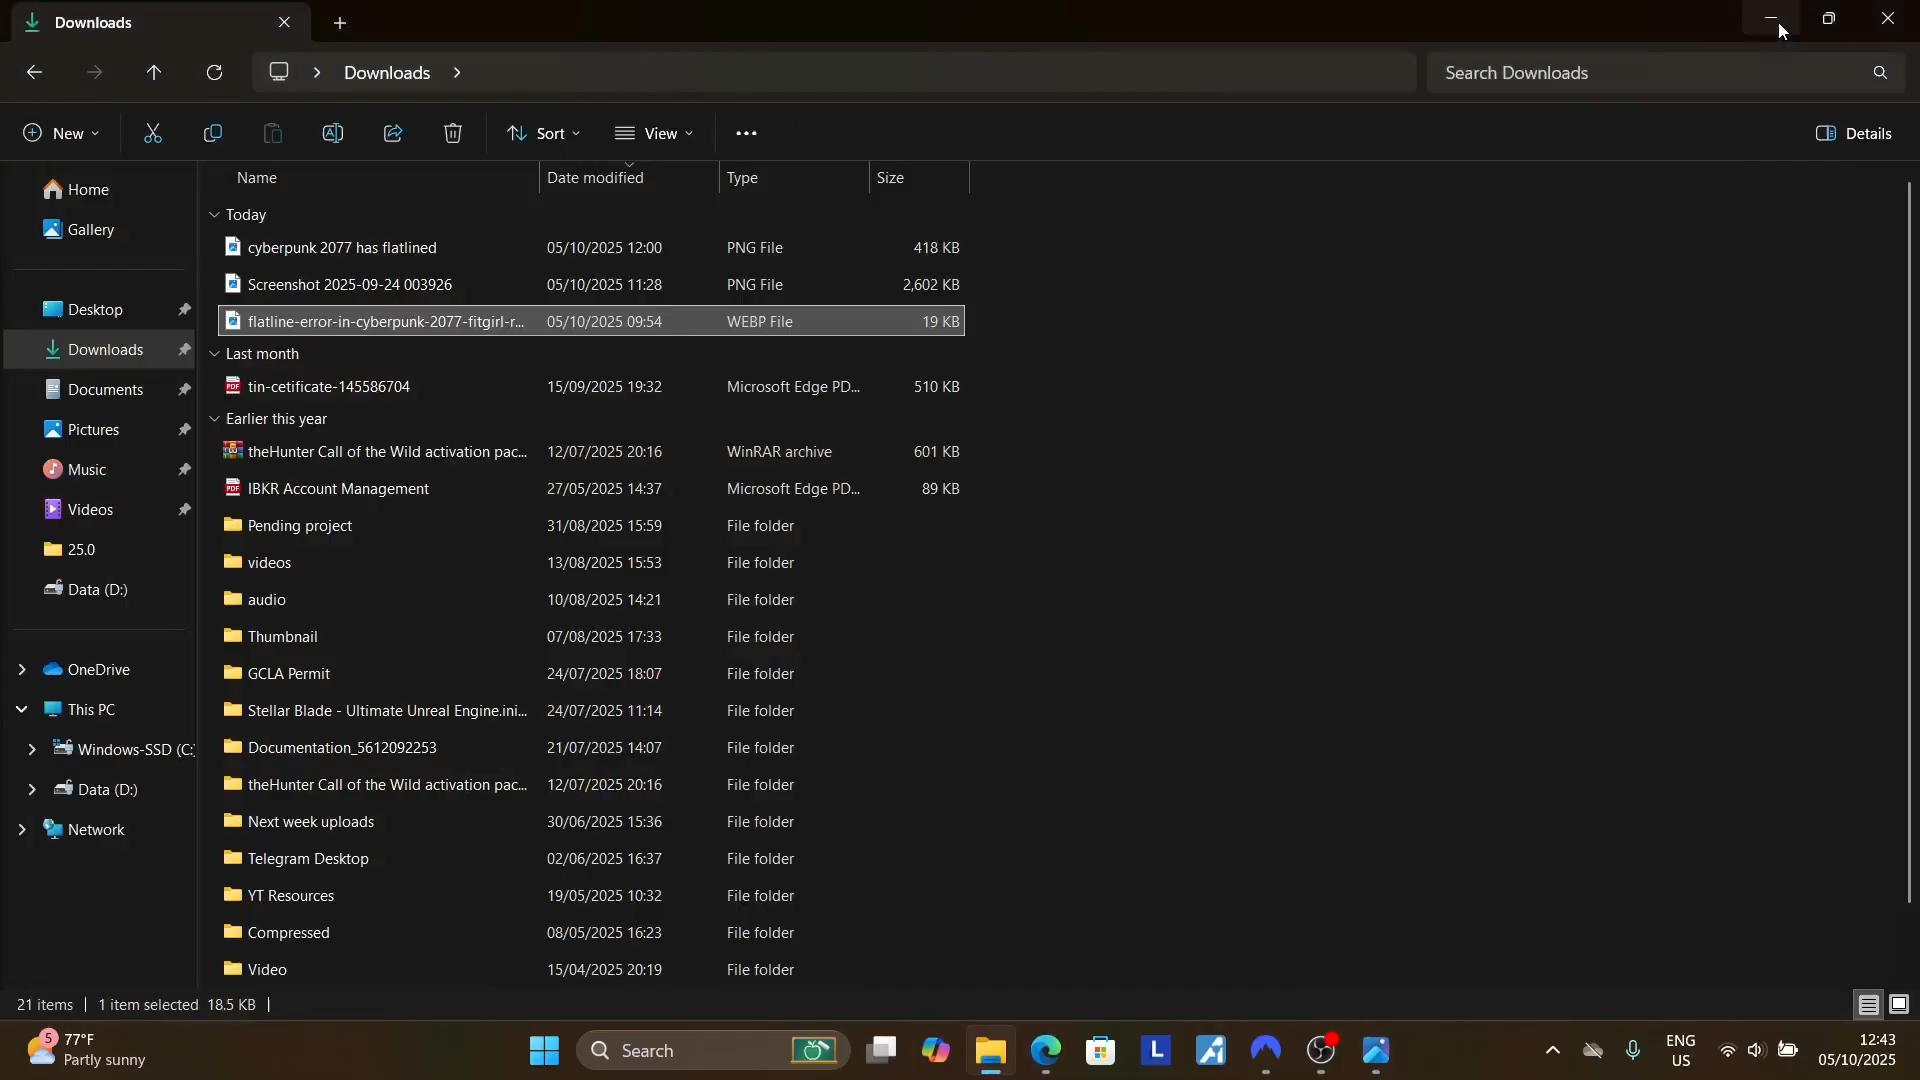 Downloads
Downloads
Search Downloads
New
Sort
View
Details
Home
Gallery
Desktop
Downloads
Documents
Pictures
Music
Videos
25.0
Data (D:)
OneDrive
This PC
Windows-SSD (C:)
Data (D:)
Network
Name Date modified Type Size
Today
cyberpunk 2077 has flatlined 05/10/2025 12:00 PNG File 418 KB
Screenshot 2025-09-24 003926 05/10/2025 11:28 PNG File 2,602 KB
flatline-error-in-cyberpunk-2077-fitgirl-r... 05/10/2025 09:54 WEBP File 19 KB
Last month
tin-cetificate-145586704 15/09/2025 19:32 Microsoft Edge PD... 510 KB
Earlier this year
theHunter Call of the Wild activation pac... 12/07/2025 20:16 WinRAR archive 601 KB
IBKR Account Management 27/05/2025 14:37 Microsoft Edge PD... 89 KB
Pending project 31/08/2025 15:59 File folder
videos 13/08/2025 15:53 File folder
audio 10/08/2025 14:21 File folder
Thumbnail 07/08/2025 17:33 File folder
GCLA Permit 24/07/2025 18:07 File folder
Stellar Blade - Ultimate Unreal Engine.ini... 24/07/2025 11:14 File folder
Documentation_5612092253 21/07/2025 14:07 File folder
theHunter Call of the Wild activation pac... 12/07/2025 20:16 File folder
Next week uploads 30/06/2025 15:36 File folder
Telegram Desktop 02/06/2025 16:37 File folder
YT Resources 19/05/2025 10:32 File folder
Compressed 08/05/2025 16:23 File folder
Video 15/04/2025 20:19 File folder
21 items 1 item selected 18.5 KB
5 77°F
Partly sunny
Search
L
ENG
US
12:43
05/10/2025